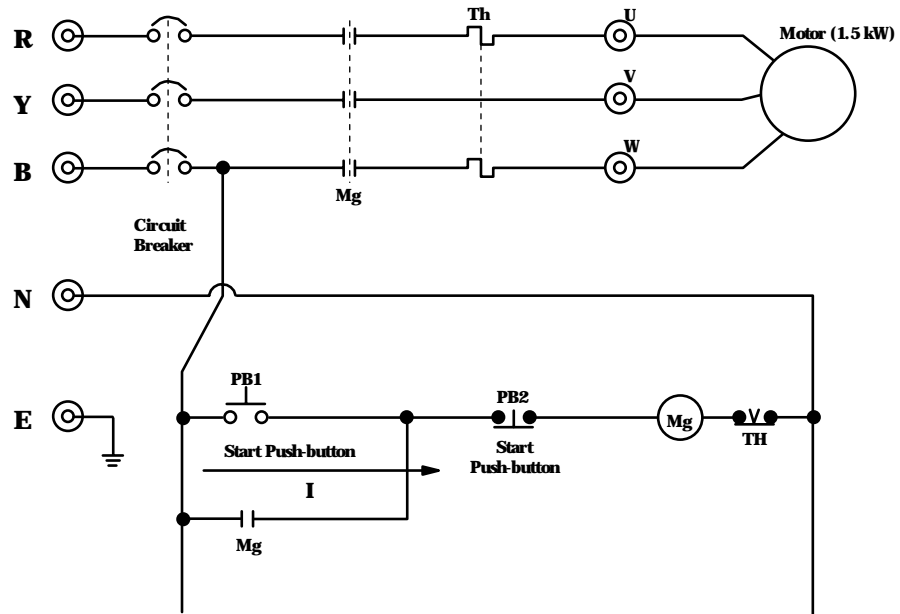 R
Th
U
Motor (1.5 kW)
Y
V
B
W
Mg
Circuit
Breaker
N
PB1
PB2
E
Mg
TH
Start Push-button
Start
Push-button
I
Mg